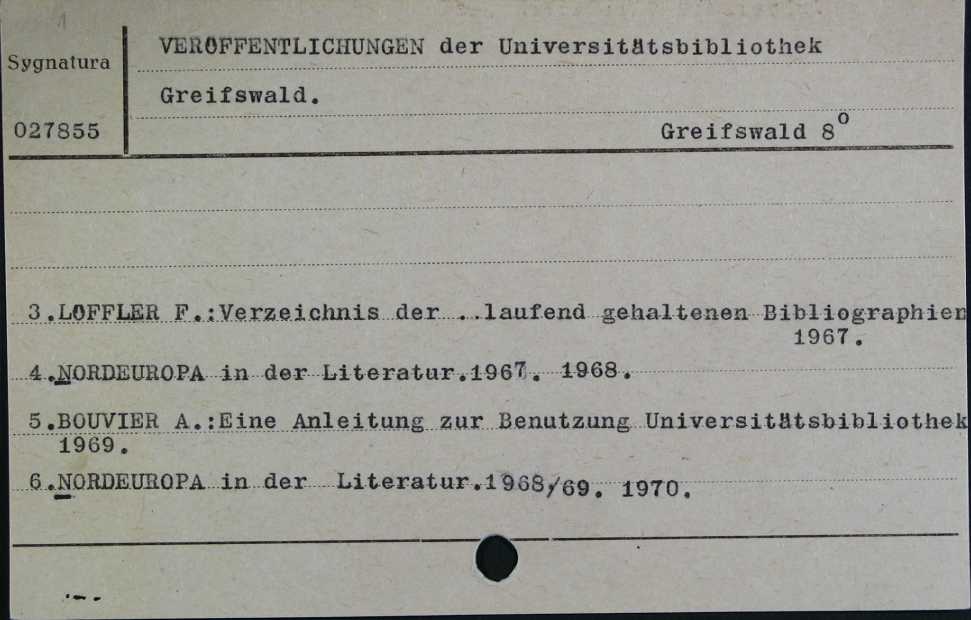 Sygnatura
027855
VERÖFFENTLICHUNGEN der Universitätsbibliothek
Greifswald.
Greifswald 8°
3.LÖFFLER F.:Verzeichnis der ..laufend gehaltenen Bibliographien
1967.
4.NORDEUROPA in der Literatur.1967. 1968.
5.BOUVIER A.:Eine Anleitung zur Benutzung Universitätsbibliothek
1969.
6.NORDEUROPA in der Literatur.1968/69. 1970.